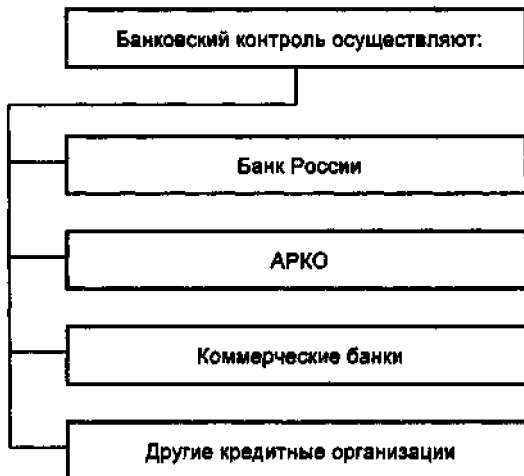 Банковский контроль осуществляют:
Банк России
АРКО
Коммерческие банки
Другие кредитные организации